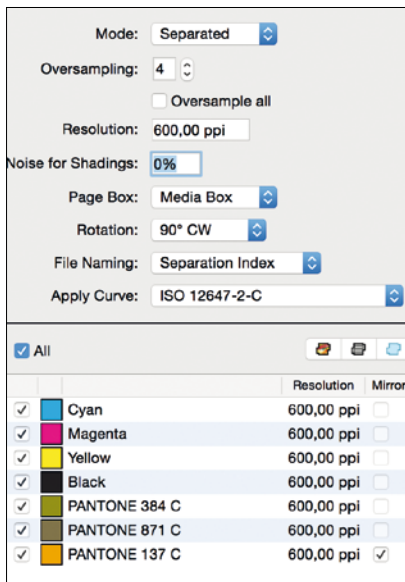 Mode: Separated
Oversampling: 4
Oversample all
Resolution: 600,00 ppi
Noise for Shadings: 0%
Page Box: Media Box
Rotation: 90° CW
File Naming: Separation Index
Apply Curve: ISO 12647-2-C
All
Resolution Mirror
Cyan 600,00 ppi
Magenta 600,00 ppi
Yellow 600,00 ppi
Black 600,00 ppi
PANTONE 384 C 600,00 ppi
PANTONE 871 C 600,00 ppi
PANTONE 137 C 600,00 ppi